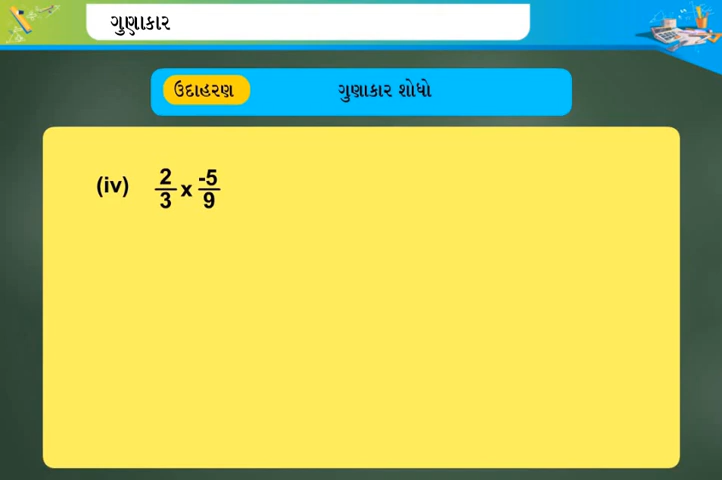 ગુણાકાર
ઉદાહરણ ગુણાકાર શોધો
(iv) 2/3 x -5/9